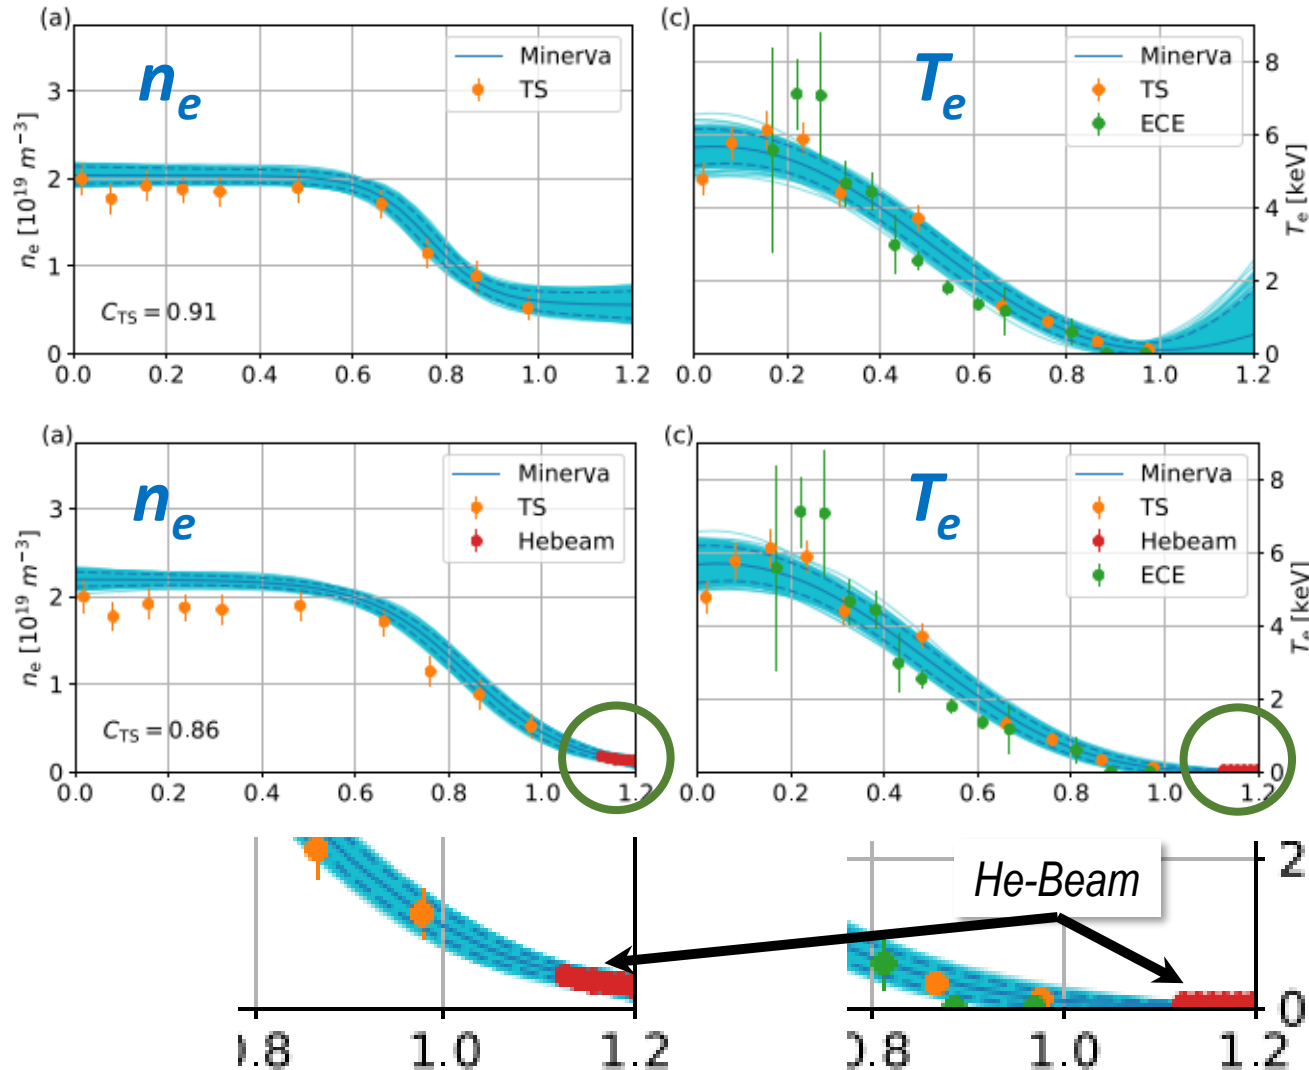 (a)
n_e
Minerva
TS
n_e [10^19 m^−3]
3
2
1
0
C_TS = 0.91
0.0 0.2 0.4 0.6 0.8 1.0 1.2
(c)
T_e
Minerva
TS
ECE
8
6
4
2
0
T_e [keV]
0.0 0.2 0.4 0.6 0.8 1.0 1.2
(a)
n_e
Minerva
TS
Hebeam
n_e [10^19 m^−3]
3
2
1
0
C_TS = 0.86
0.0 0.2 0.4 0.6 0.8 1.0 1.2
(c)
T_e
Minerva
TS
Hebeam
ECE
8
6
4
2
0
T_e [keV]
0.0 0.2 0.4 0.6 0.8 1.0 1.2
He-Beam
2
0
0.8 1.0 1.2
0.8 1.0 1.2